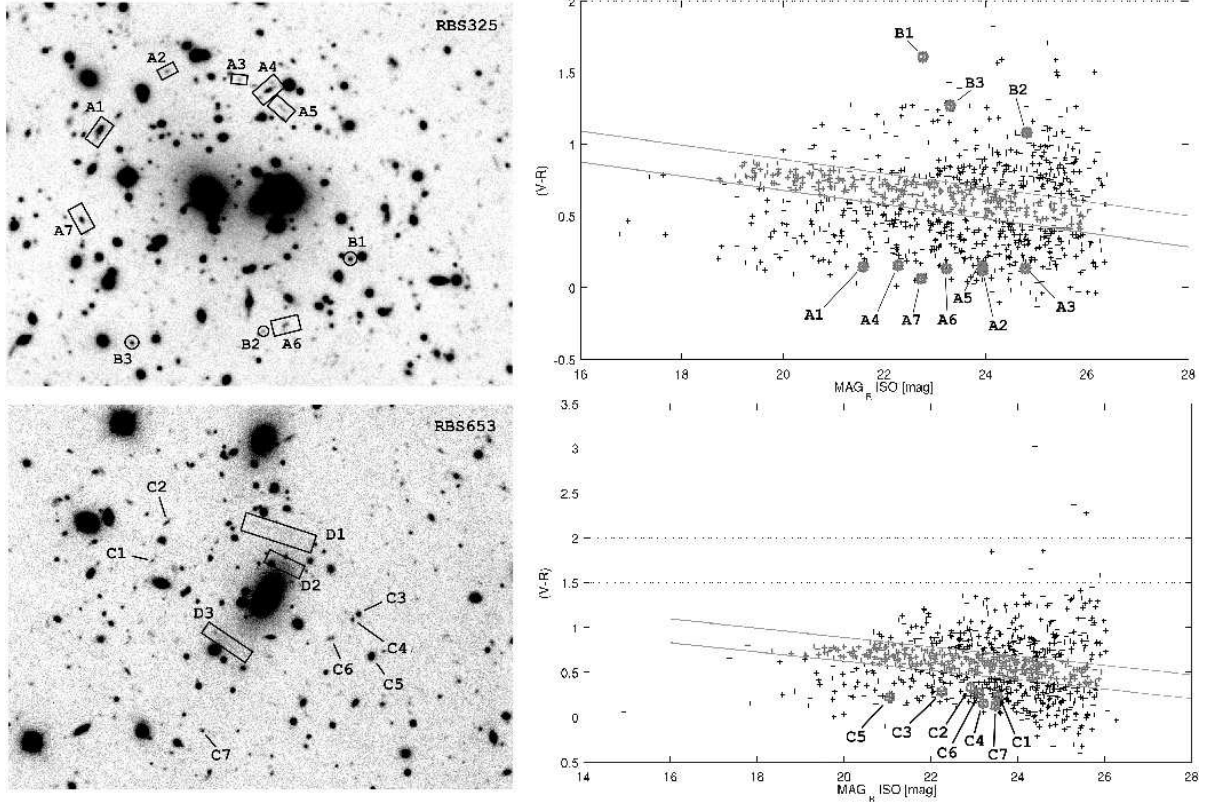 RBS325
A1
A2
A3
A4
A5
A7
B1
B2
A6
B3
2
1.5
1
0.5
0
-0.5
(V-R)
B1
B3
B2
A1
A4
A7
A6
A5
A2
A3
16 18 20 22 24 26 28
MAG_R ISO [mag]
RBS653
C2
C1
D1
D2
D3
C3
C4
C6
C5
C7
3.5
3
2.5
2
1.5
1
0.5
0
0.5
(V-R)
C5
C3
C2
C6
C4
C7
C1
14 16 18 20 22 24 26 28
MAG_R ISO [mag]